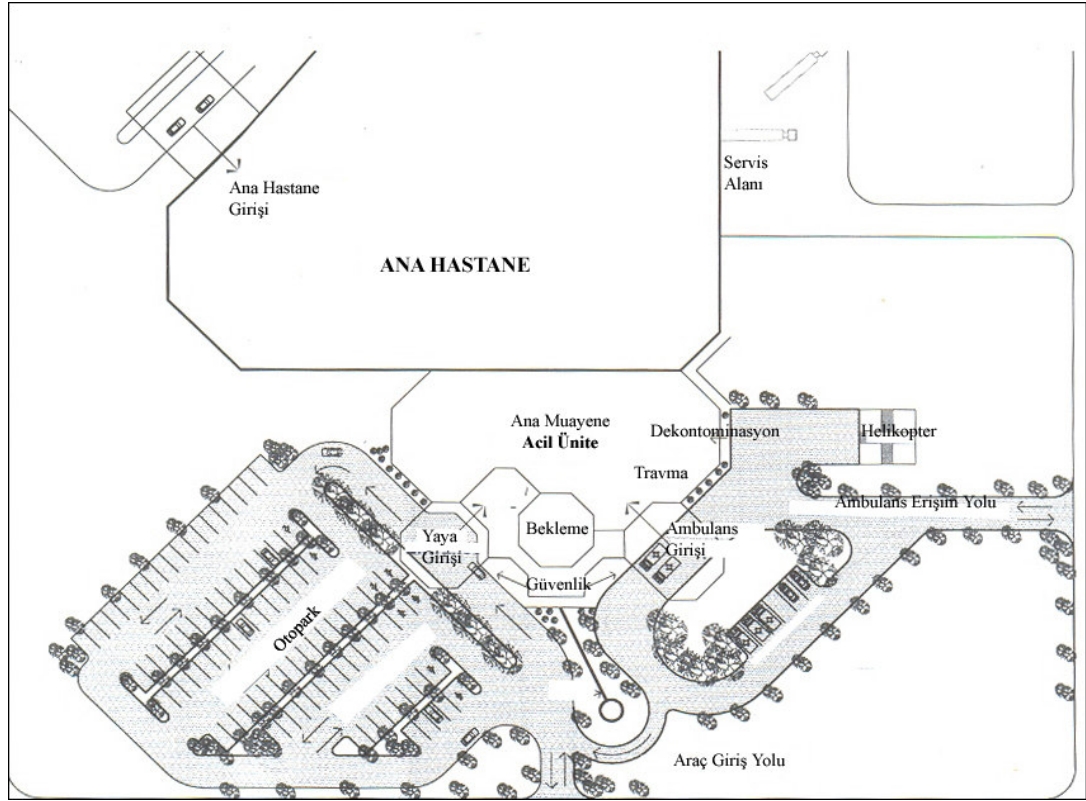 Servis
Alanı
Ana Hastane
Girişi
ANA HASTANE
Ana Muayene
Acil Ünite
Dekontominasyon
Helikopter
Travma
Ambulans Erişim Yolu
Bekleme
Yaya
Girişi
Ambulans
Girişi
Güvenlik
Otopark
Araç Giriş Yolu